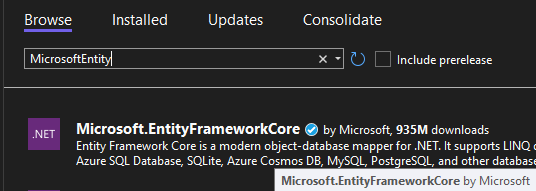 Browse Installed Updates Consolidate
MicrosoftEntity
Include prerelease
.NET
Microsoft.EntityFrameworkCore by Microsoft, 935M downloads
Entity Framework Core is a modern object-database mapper for .NET. It supports LINQ
Azure SQL Database, SQLite, Azure Cosmos DB, MySQL, PostgreSQL, and other database
Microsoft.EntityFrameworkCore by Microsoft